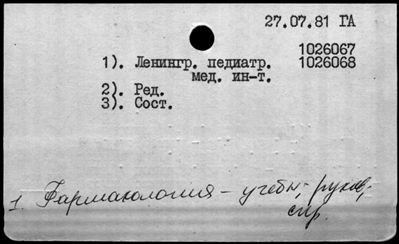 27.07.81 ГА
1026067
1). Ленингр. педиатр. 1026068
мед. ин-т.
2). Ред.
3). Сост.
1. Фармакология – учебн. руков.,
спр.